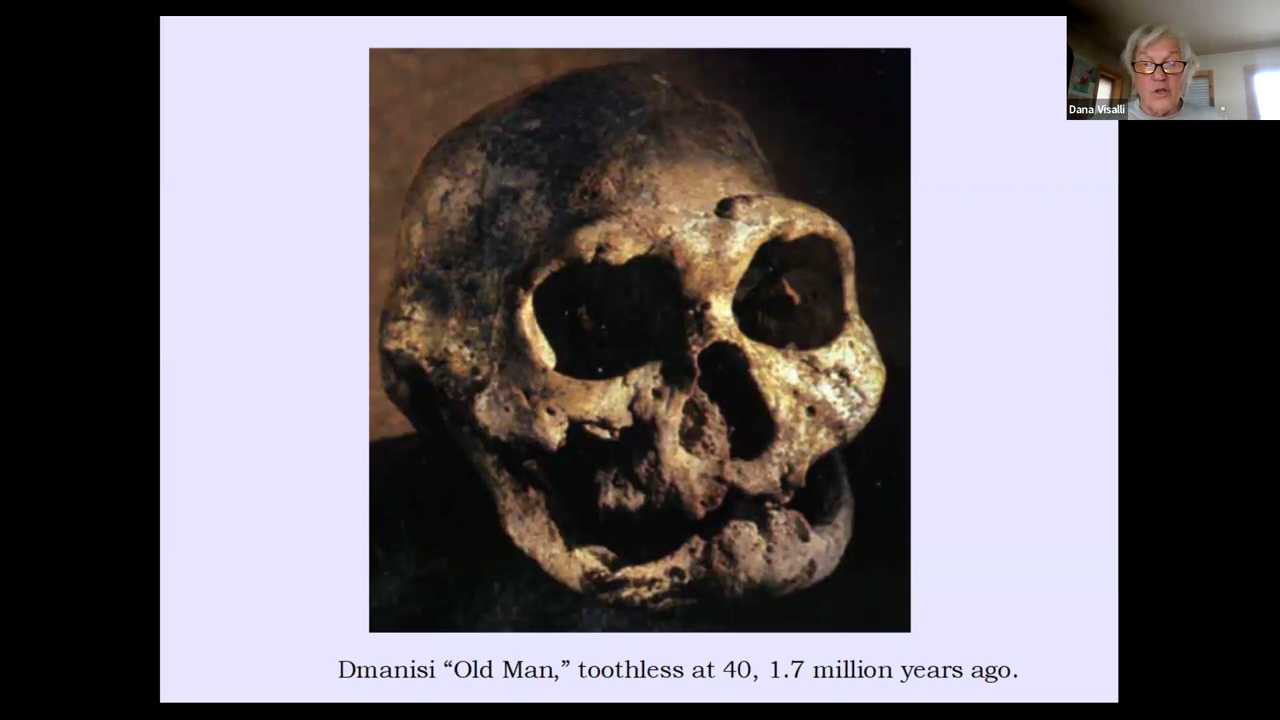 Dana Visalli
Dmanisi “Old Man,” toothless at 40, 1.7 million years ago.